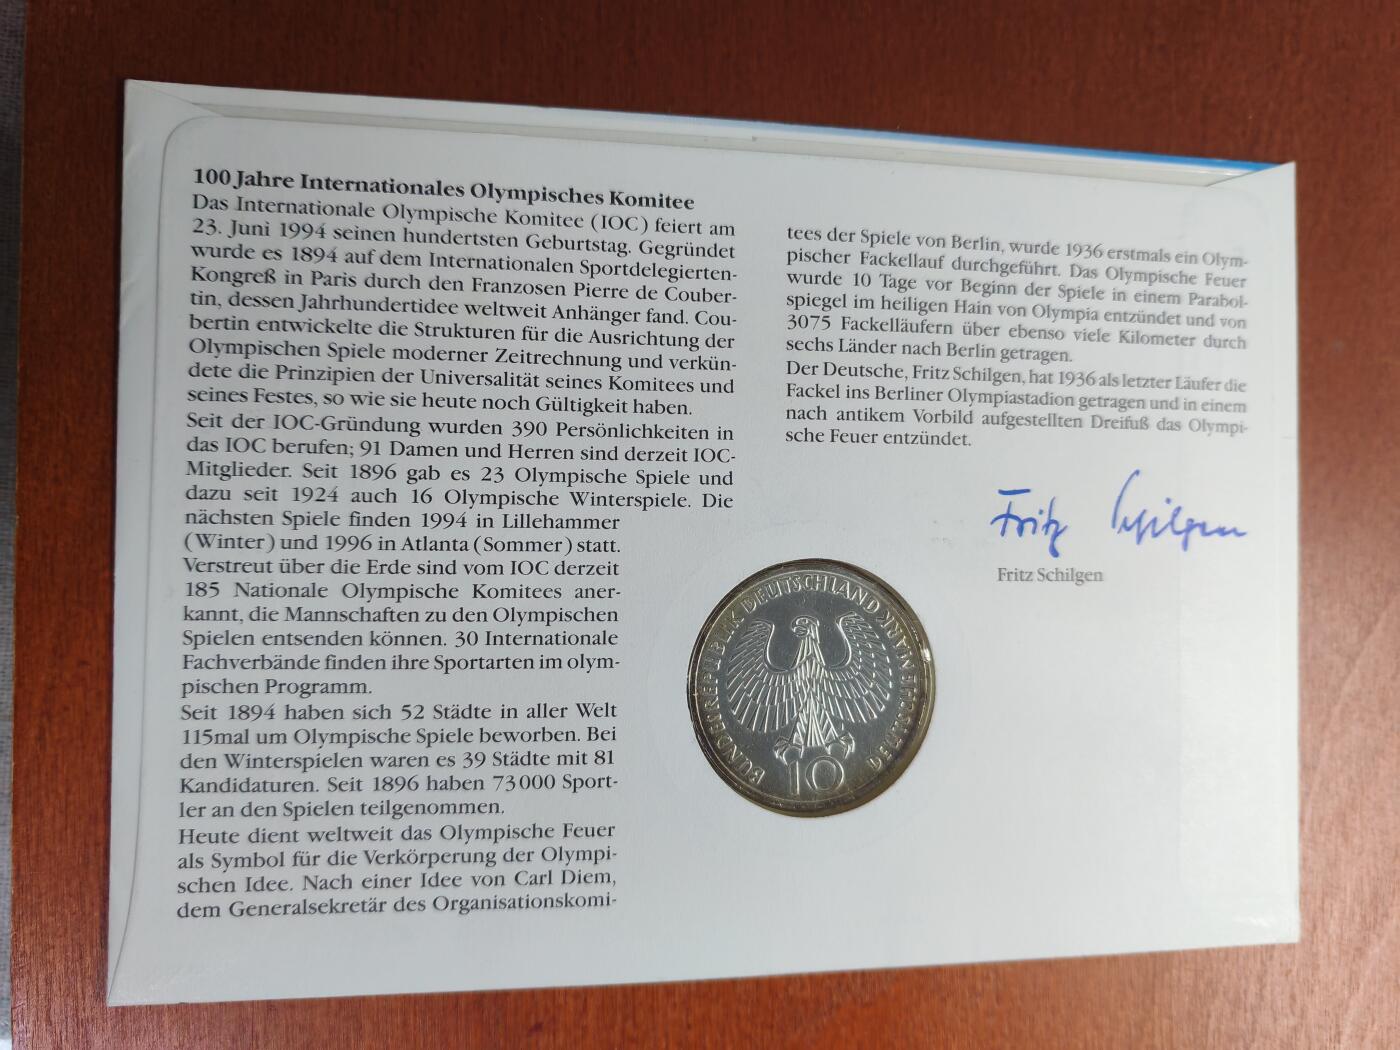 100 Jahre Internationales Olympisches Komitee
Das Internationale Olympische Komitee (IOC) feiert am
23. Juni 1994 seinen hundertsten Geburtstag. Gegründet
wurde es 1894 auf dem Internationalen Sportdelegierten-
Kongreß in Paris durch den Franzosen Pierre de Couber-
tin, dessen Jahrhundertidee weltweit Anhänger fand. Cou-
bertin entwickelte die Strukturen für die Ausrichtung der
Olympischen Spiele moderner Zeitrechnung und verkün-
dete die Prinzipien der Universalität seines Komitees und
seines Festes, so wie sie heute noch Gültigkeit haben.
Seit der IOC-Gründung wurden 390 Persönlichkeiten in
das IOC berufen; 91 Damen und Herren sind derzeit IOC-
Mitglieder. Seit 1896 gab es 23 Olympische Spiele und
dazu seit 1924 auch 16 Olympische Winterspiele. Die
nächsten Spiele finden 1994 in Lillehammer
(Winter) und 1996 in Atlanta (Sommer) statt.
Verstreut über die Erde sind vom IOC derzeit
185 Nationale Olympische Komitees aner-
kannt, die Mannschaften zu den Olympischen
Spielen entsenden können. 30 Internationale
Fachverbände finden ihre Sportarten im olym-
pischen Programm.
Seit 1894 haben sich 52 Städte in aller Welt
115mal um Olympische Spiele beworben. Bei
den Winterspielen waren es 39 Städte mit 81
Kandidaturen. Seit 1896 haben 73000 Sport-
ler an den Spielen teilgenommen.
Heute dient weltweit das Olympische Feuer
als Symbol für die Verkörperung der Olympi-
schen Idee. Nach einer Idee von Carl Diem,
dem Generalsekretär des Organisationskomi-
tees der Spiele von Berlin, wurde 1936 erstmals ein Olym-
pischer Fackellauf durchgeführt. Das Olympische Feuer
wurde 10 Tage vor Beginn der Spiele in einem Parabol-
spiegel im heiligen Hain von Olympia entzündet und von
3075 Fackelläufern über ebenso viele Kilometer durch
sechs Länder nach Berlin getragen.
Der Deutsche, Fritz Schilgen, hat 1936 als letzter Läufer die
Fackel ins Berliner Olympiastadion getragen und in einem
nach antikem Vorbild aufgestellten Dreifuß das Olympi-
sche Feuer entzündet.
Fritz Schilgen
Fritz Schilgen
BUNDESREPUBLIK DEUTSCHLAND
DEUTSCHE MARK
10